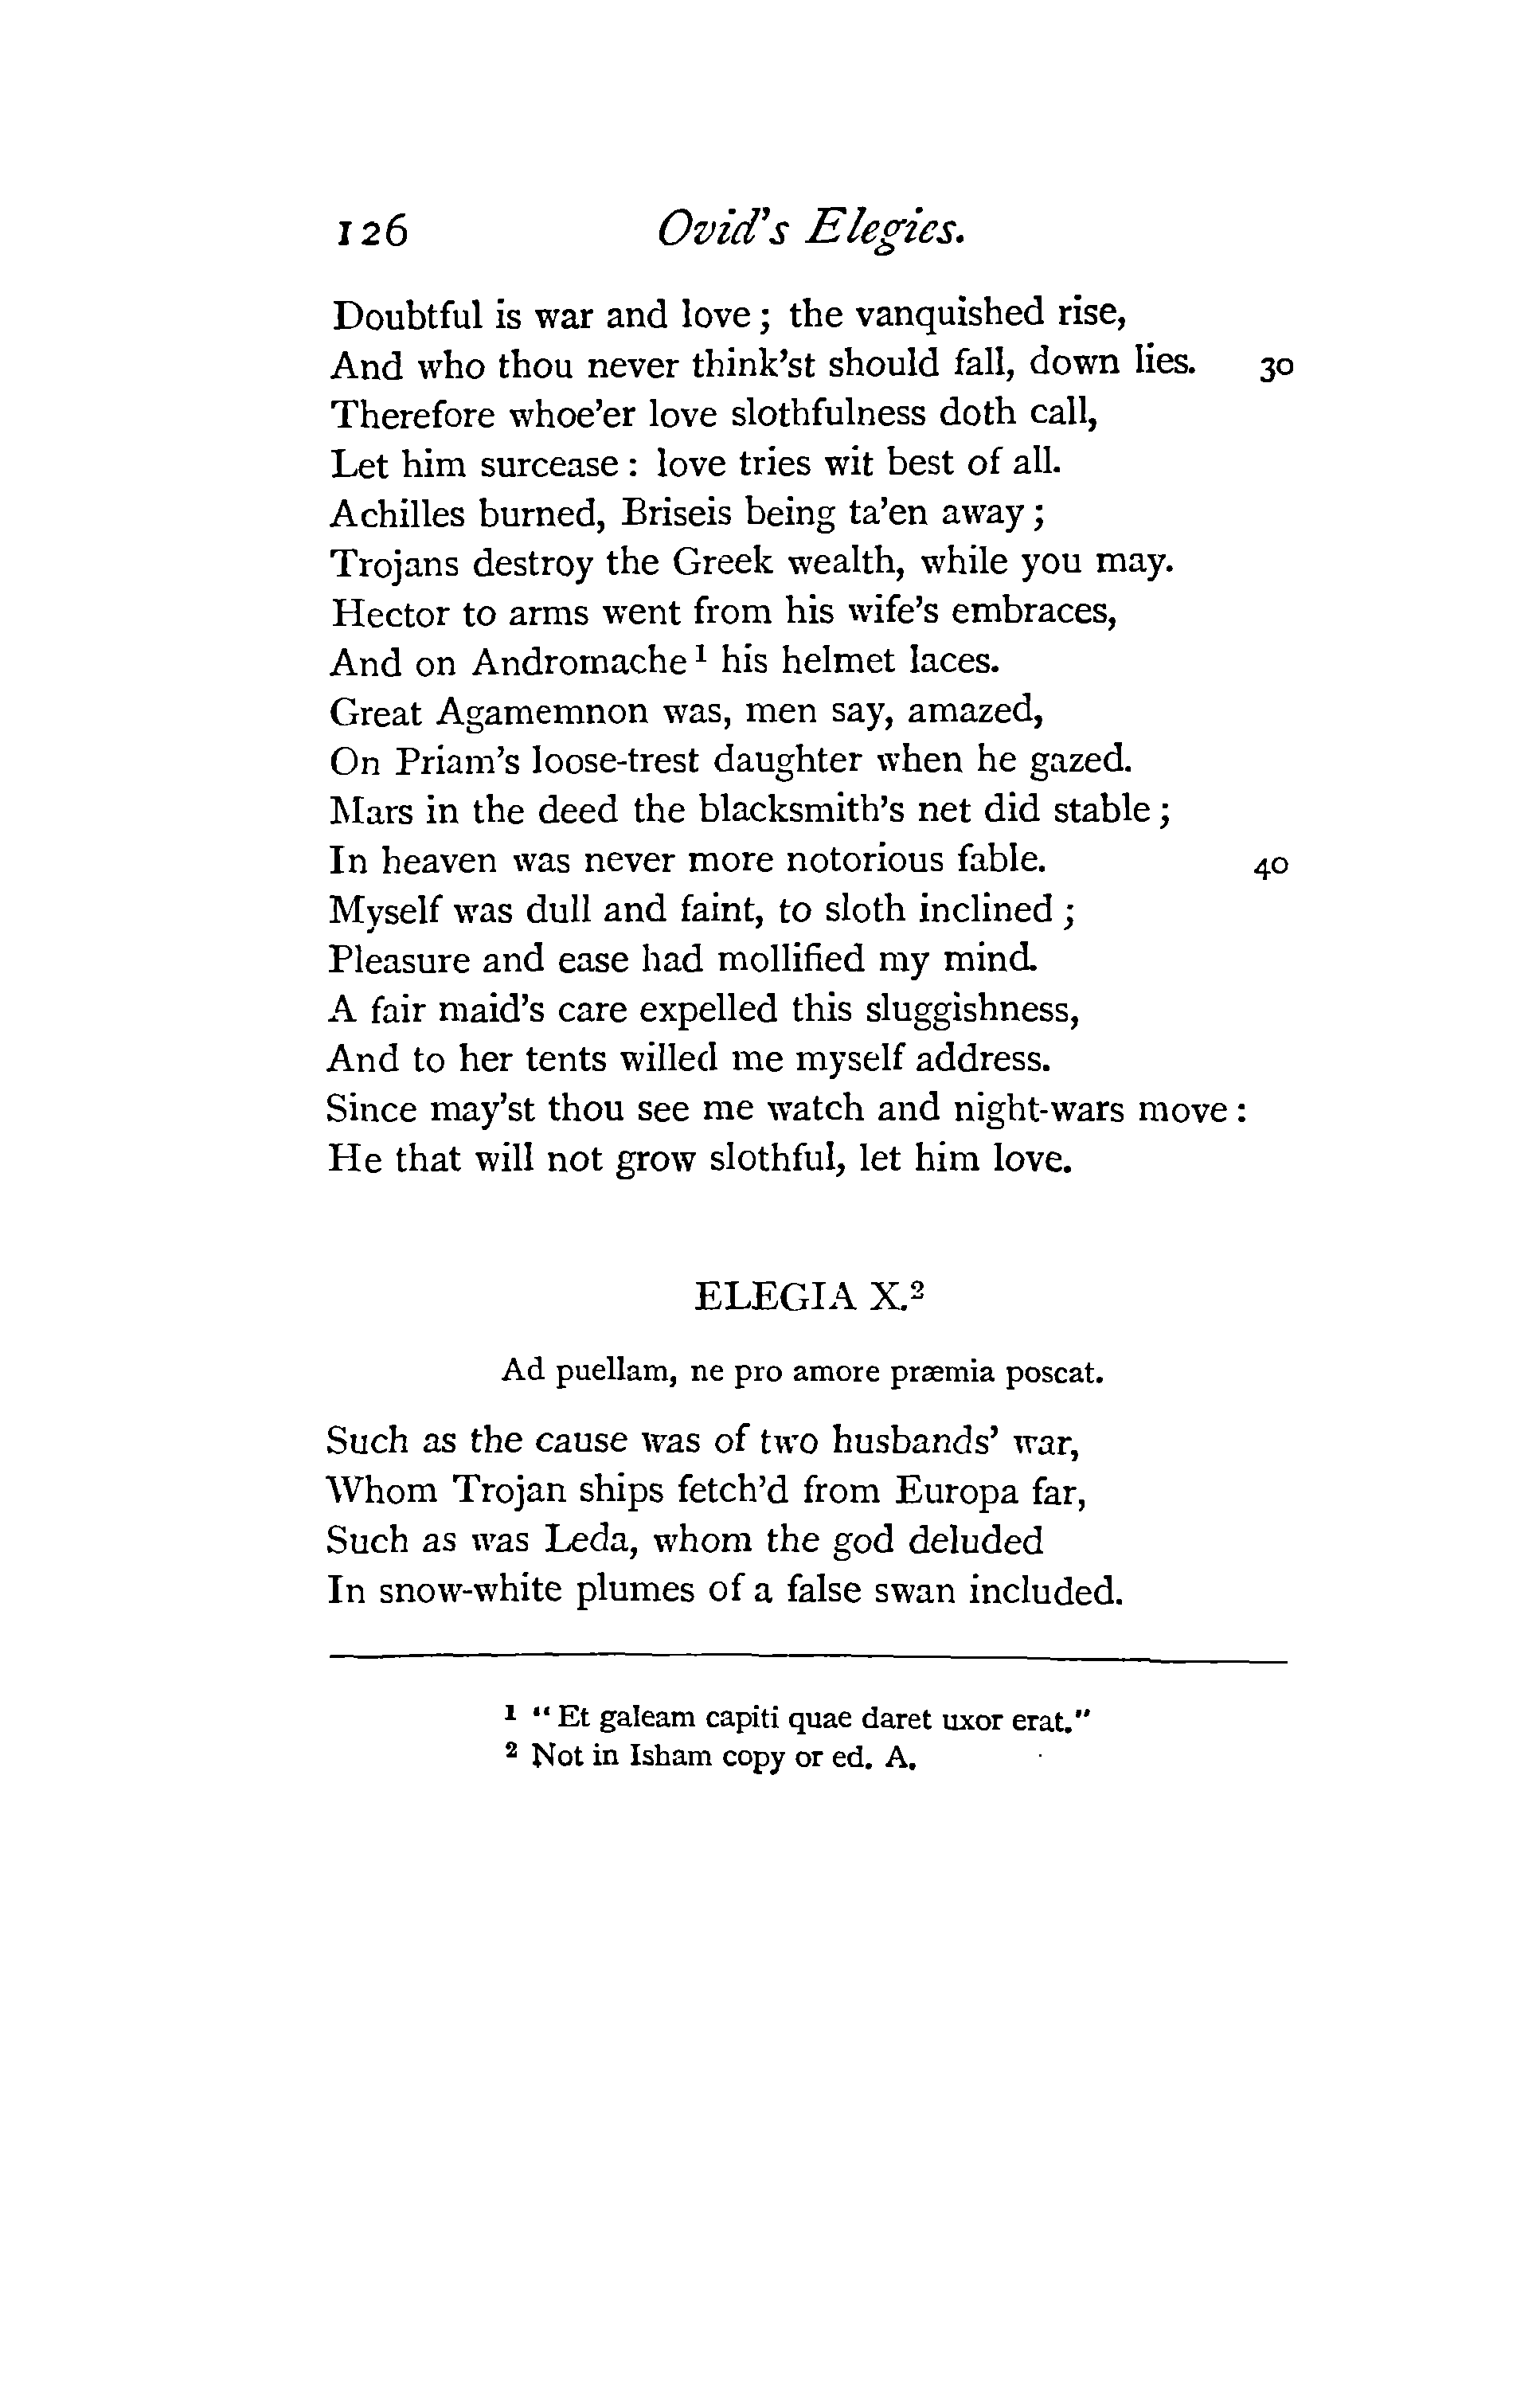 126 Ovid's Elegies.
Doubtful is war and love ; the vanquished rise,
And who thou never think'st should fall, down lies. 30
Therefore whoe'er love slothfulness doth call,
Let him surcease : love tries wit best of all.
Achilles burned, Briseis being ta'en away ;
Trojans destroy the Greek wealth, while you may.
Hector to arms went from his wife's embraces,
And on Andromache ¹ his helmet laces.
Great Agamemnon was, men say, amazed,
On Priam's loose-trest daughter when he gazed.
Mars in the deed the blacksmith's net did stable ;
In heaven was never more notorious fable. 40
Myself was dull and faint, to sloth inclined ;
Pleasure and ease had mollified my mind.
A fair maid's care expelled this sluggishness,
And to her tents willed me myself address.
Since may'st thou see me watch and night-wars move :
He that will not grow slothful, let him love.
ELEGIA X.²
Ad puellam, ne pro amore præmia poscat.
Such as the cause was of two husbands' war,
Whom Trojan ships fetch'd from Europa far,
Such as was Leda, whom the god deluded
In snow-white plumes of a false swan included.
¹ “ Et galeam capiti quae daret uxor erat."
² Not in Isham copy or ed. A.